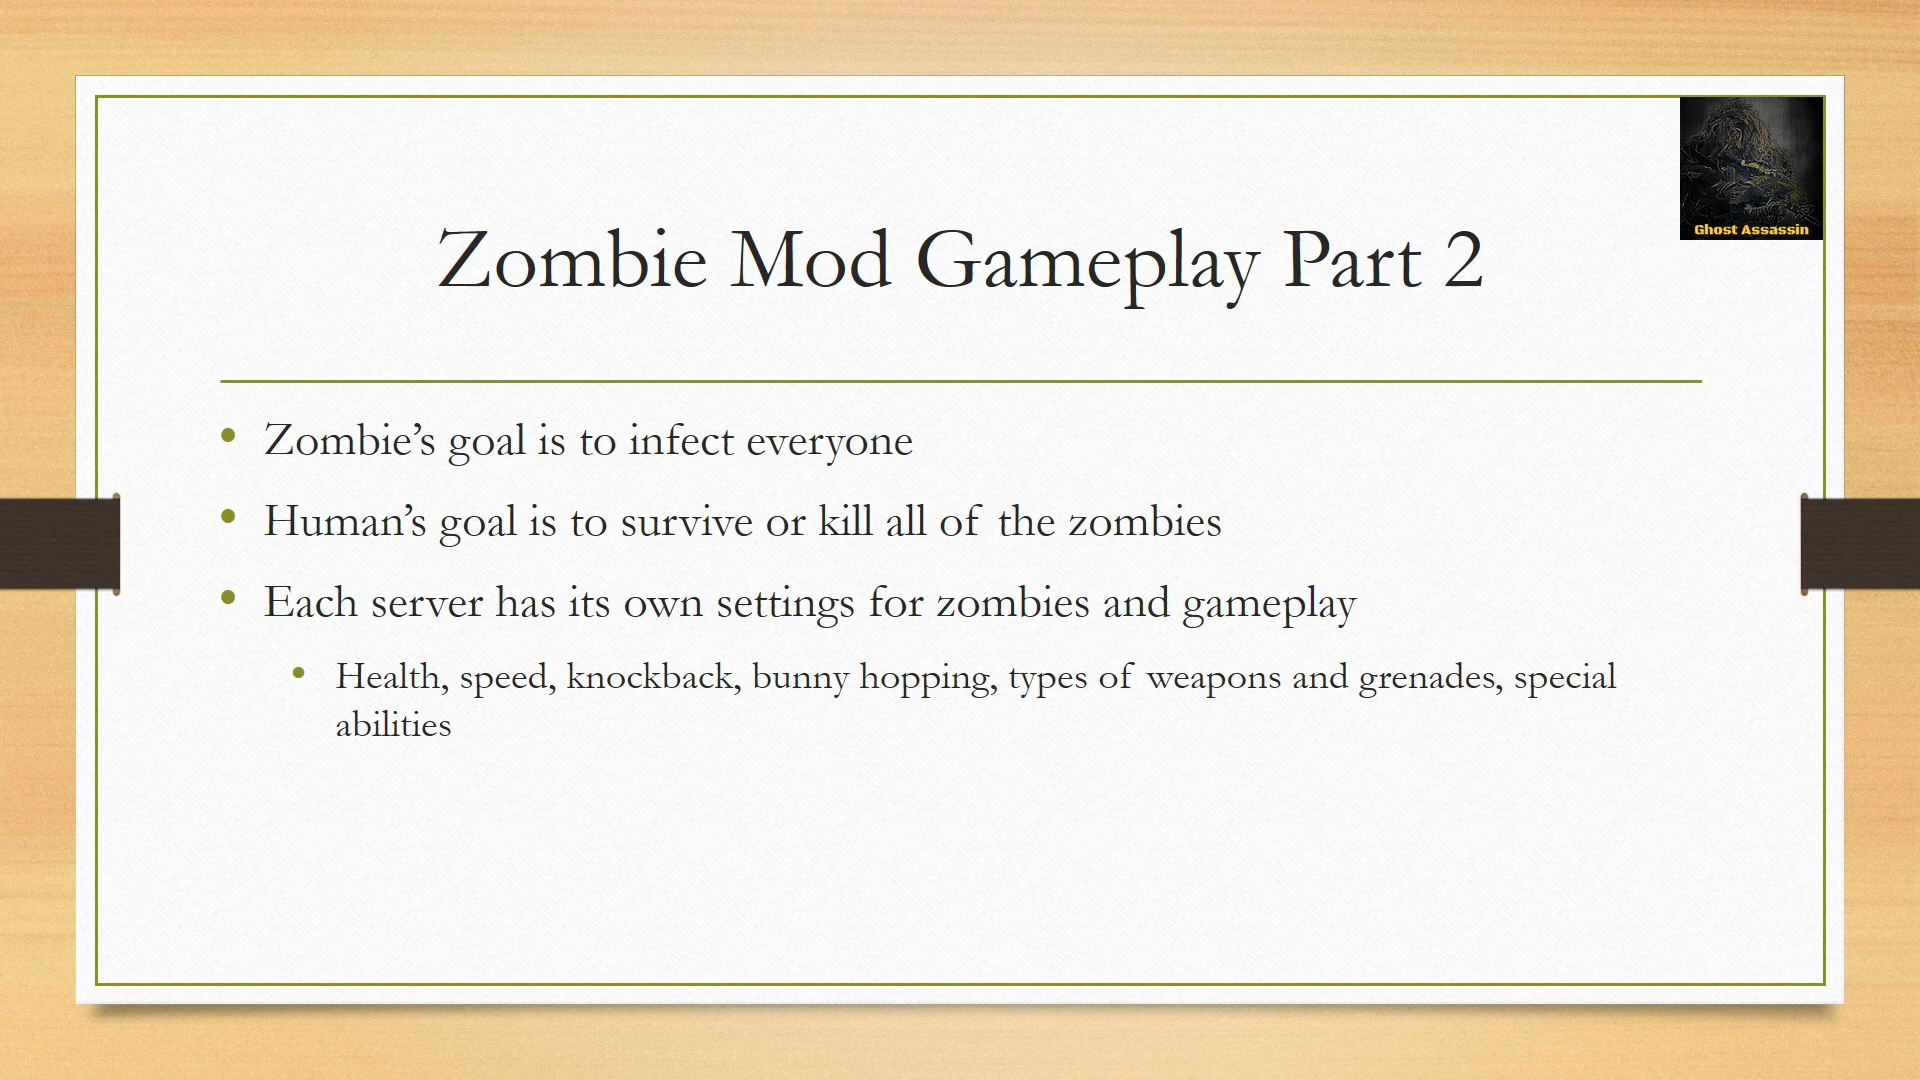 Ghost Assassin
Zombie Mod Gameplay Part 2
• Zombie’s goal is to infect everyone
• Human’s goal is to survive or kill all of the zombies
• Each server has its own settings for zombies and gameplay
• Health, speed, knockback, bunny hopping, types of weapons and grenades, special
abilities